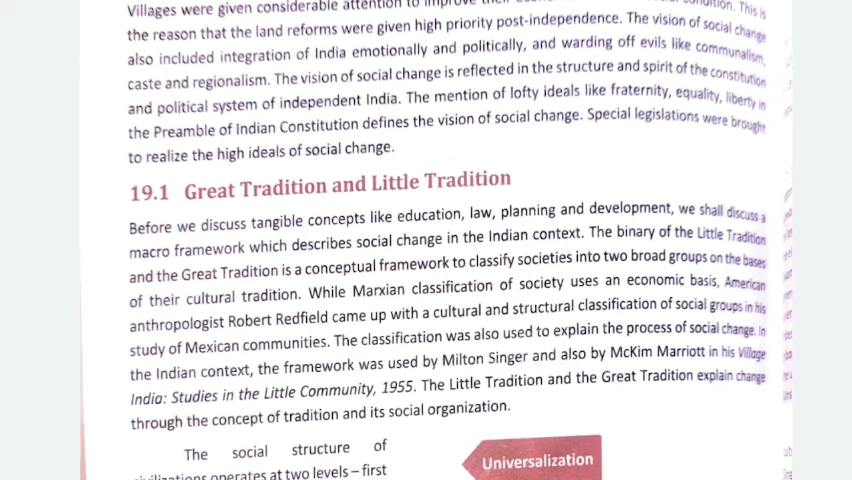 Villages were given considerable attention to improve their condition. This is
the reason that the land reforms were given high priority post-independence. The vision of social change
also included integration of India emotionally and politically, and warding off evils like communalism,
caste and regionalism. The vision of social change is reflected in the structure and spirit of the constitution
and political system of independent India. The mention of lofty ideals like fraternity, equality, liberty in
the Preamble of Indian Constitution defines the vision of social change. Special legislations were brought
to realize the high ideals of social change.
19.1 Great Tradition and Little Tradition
Before we discuss tangible concepts like education, law, planning and development, we shall discuss a
macro framework which describes social change in the Indian context. The binary of the Little Tradition
and the Great Tradition is a conceptual framework to classify societies into two broad groups on the bases
of their cultural tradition. While Marxian classification of society uses an economic basis, American
anthropologist Robert Redfield came up with a cultural and structural classification of social groups in his
study of Mexican communities. The classification was also used to explain the process of social change. In
the Indian context, the framework was used by Milton Singer and also by McKim Marriott in his Village
India: Studies in the Little Community, 1955. The Little Tradition and the Great Tradition explain change
through the concept of tradition and its social organization.
The social structure of
civilizations operates at two levels – first
Universalization